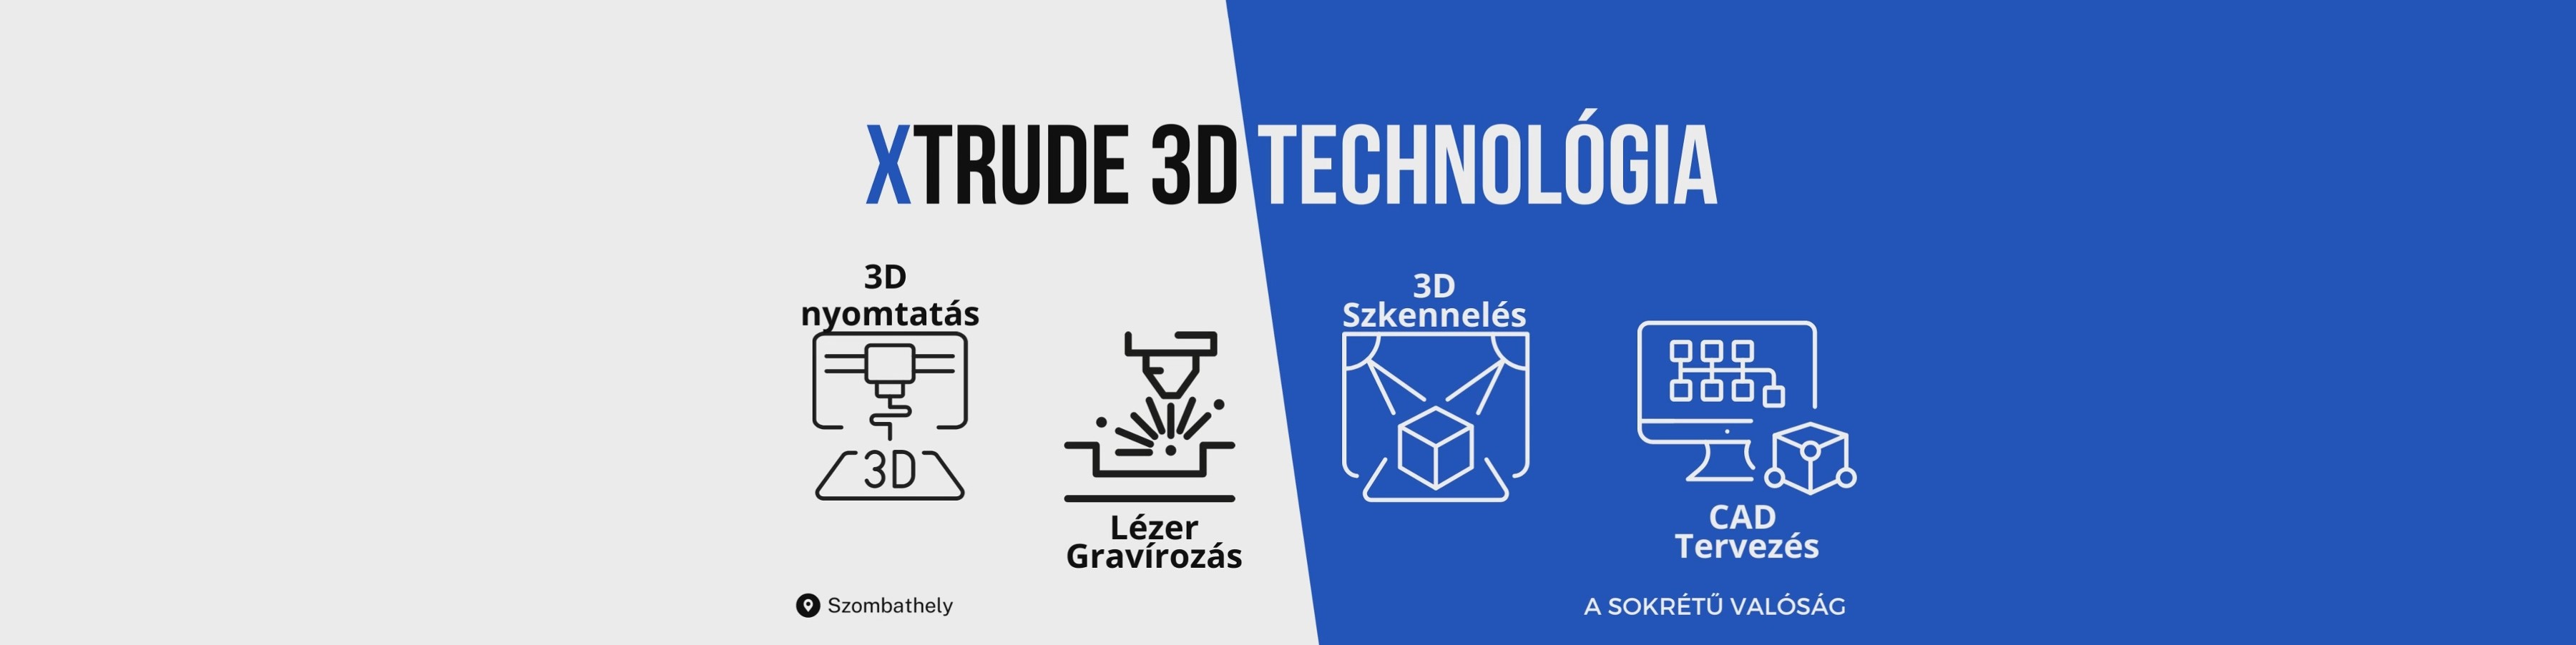 XTRUDE 3D TECHNOLÓGIA
3D
nyomtatás
3D
Lézer
Gravírozás
3D
Szkennelés
CAD
Tervezés
Szombathely
A SOKRÉTŰ VALÓSÁG